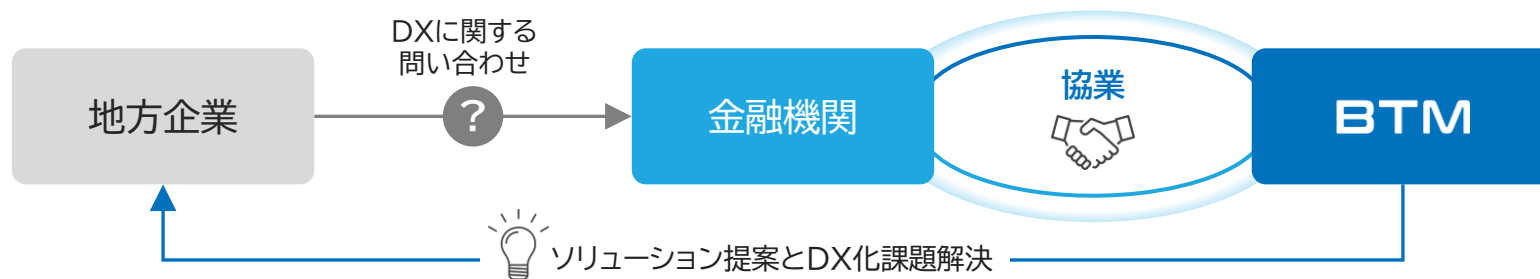 DXに関する
問い合わせ
地方企業
?
金融機関
協業
BTM
ソリューション提案とDX化課題解決